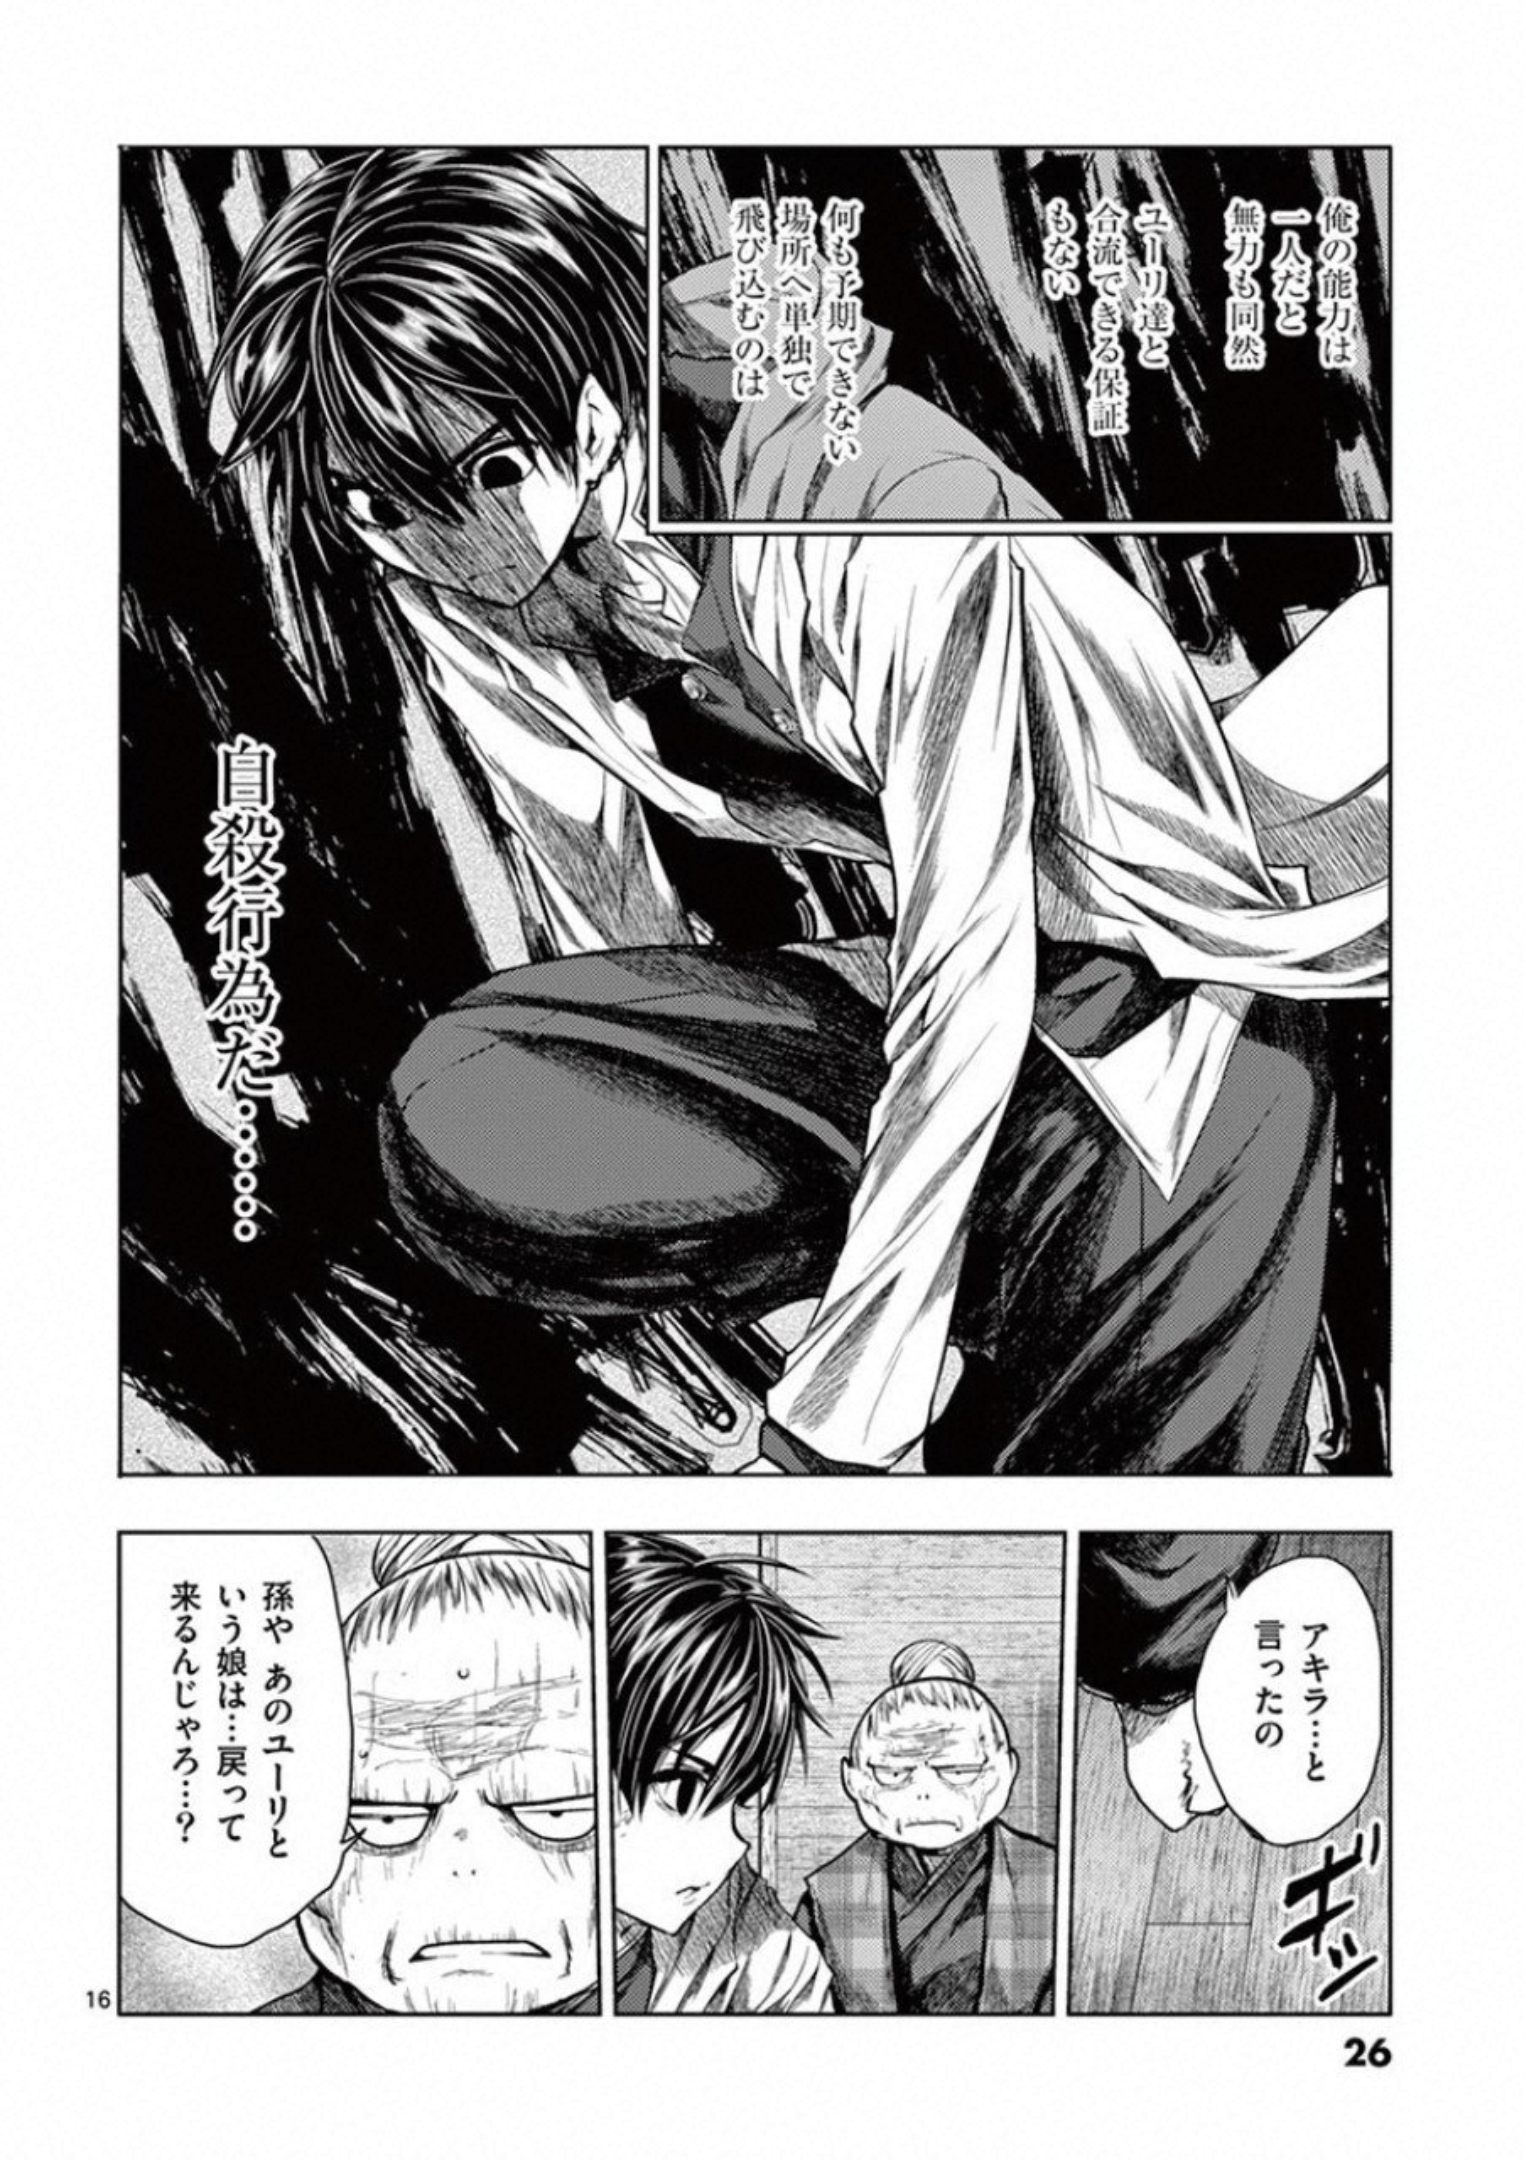 俺の能力は
一人だと
無力も同然
ユーリ達と
合流できる保証
もない
何も予期できない
場所へ単独で
飛び込むのは
自殺行為だ……
アキラ…と
言ったの
ギッ
孫や あのユーリと
いう娘は…戻って
来るんじゃろ…？
16
26